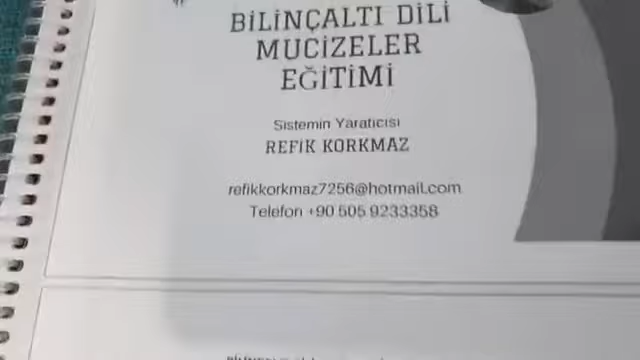 BİLİNÇALTI DİLİ
MUCİZELER
EĞİTİMİ
Sistemin Yaratıcısı
REFİK KORKMAZ
refikkorkmaz7256@hotmail.com
Telefon +90 505 9233358